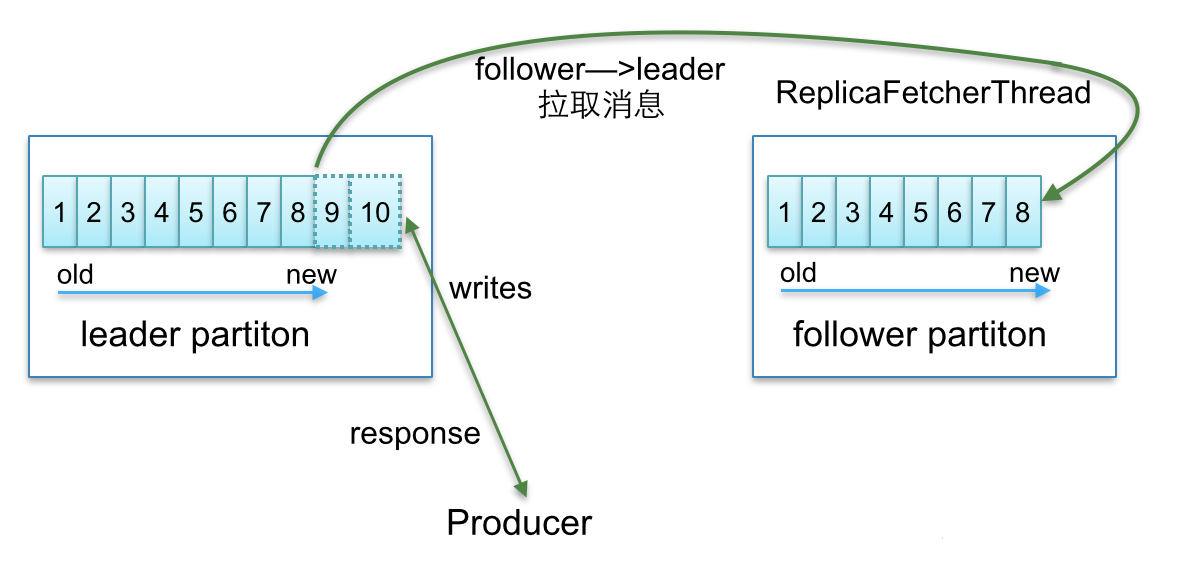 follower—>leader
拉取消息
ReplicaFetcherThread
1 2 3 4 5 6 7 8 9 10
old new
leader partiton
1 2 3 4 5 6 7 8
old new
follower partiton
writes
response
Producer